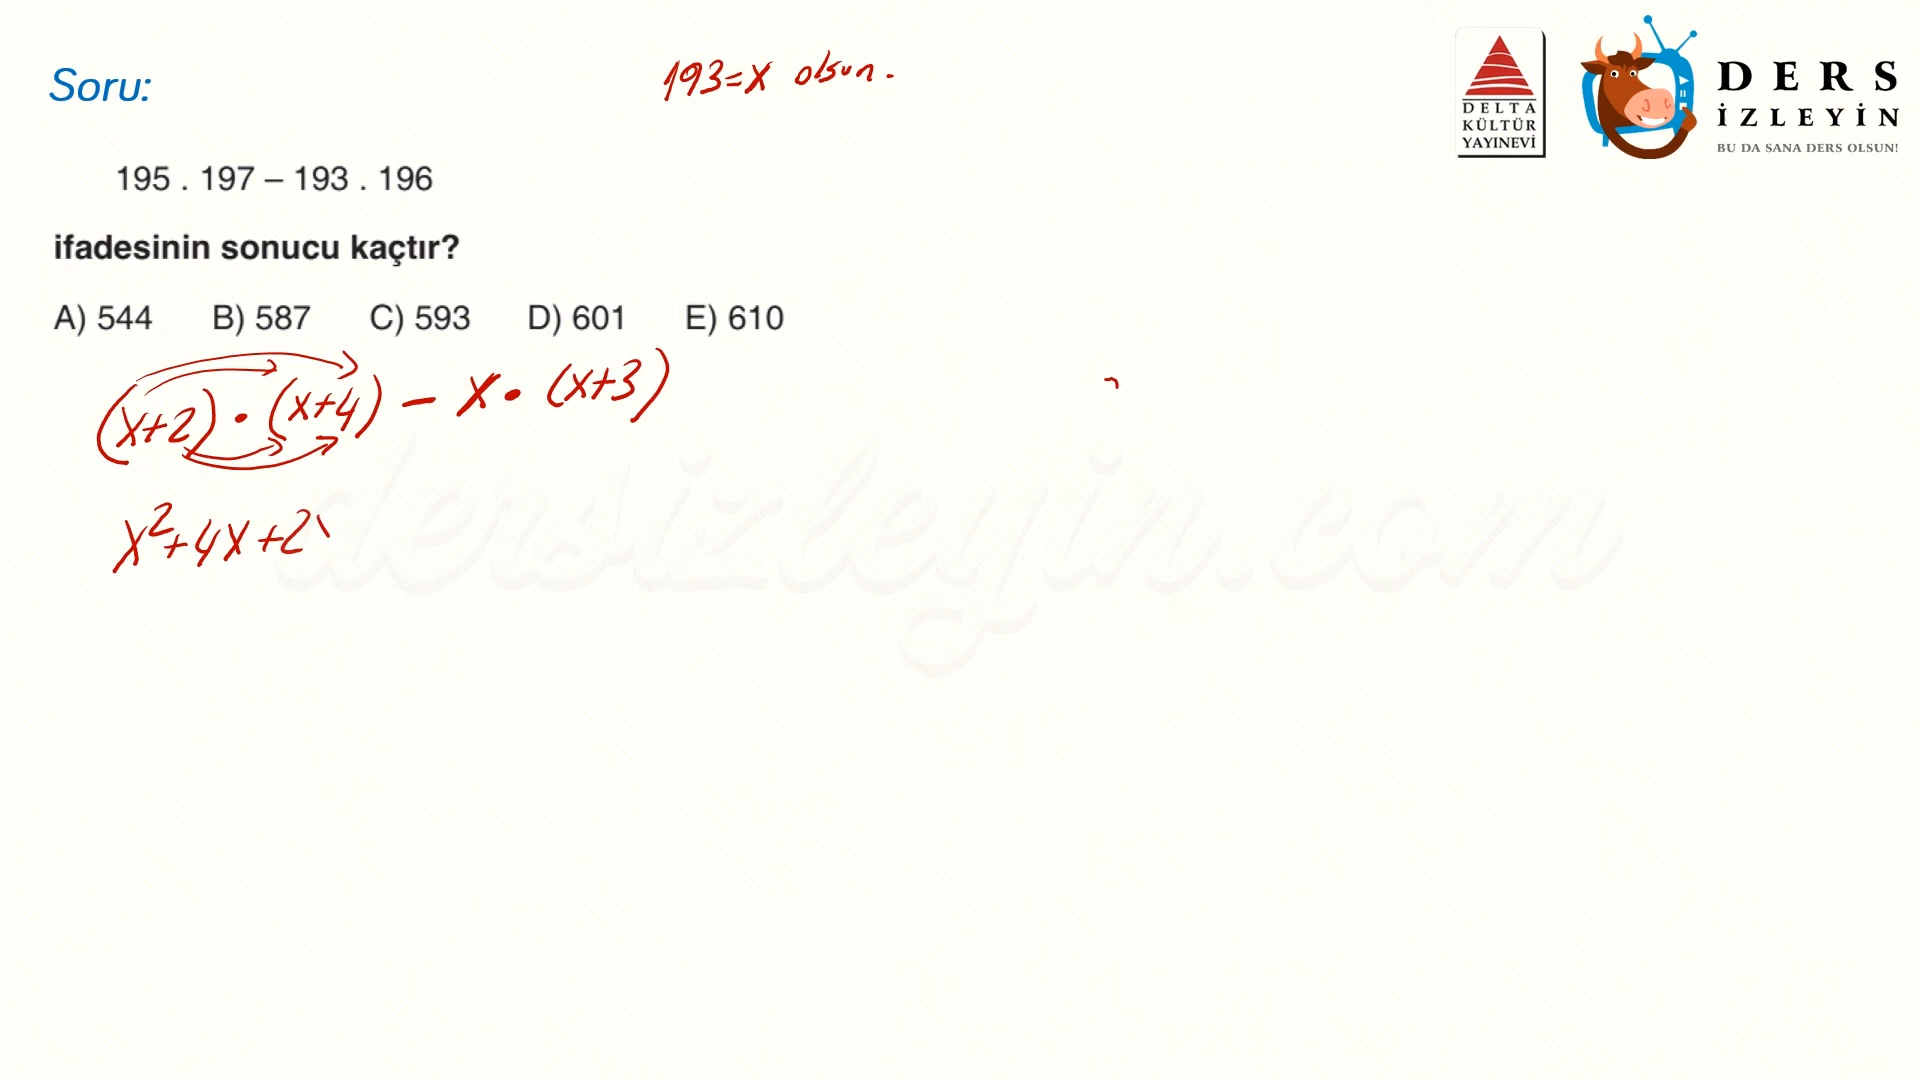 193=x olsun.
Soru:
195 . 197 – 193 . 196
ifadesinin sonucu kaçtır?
A) 544 B) 587 C) 593 D) 601 E) 610
(x+2) • (x+4) – x • (x+3)
x²+4x+2
DELTA
KÜLTÜR
YAYINEVİ
DERS
İZLEYİN
BU DA SANA DERS OLSUN!
dersizleyin.com